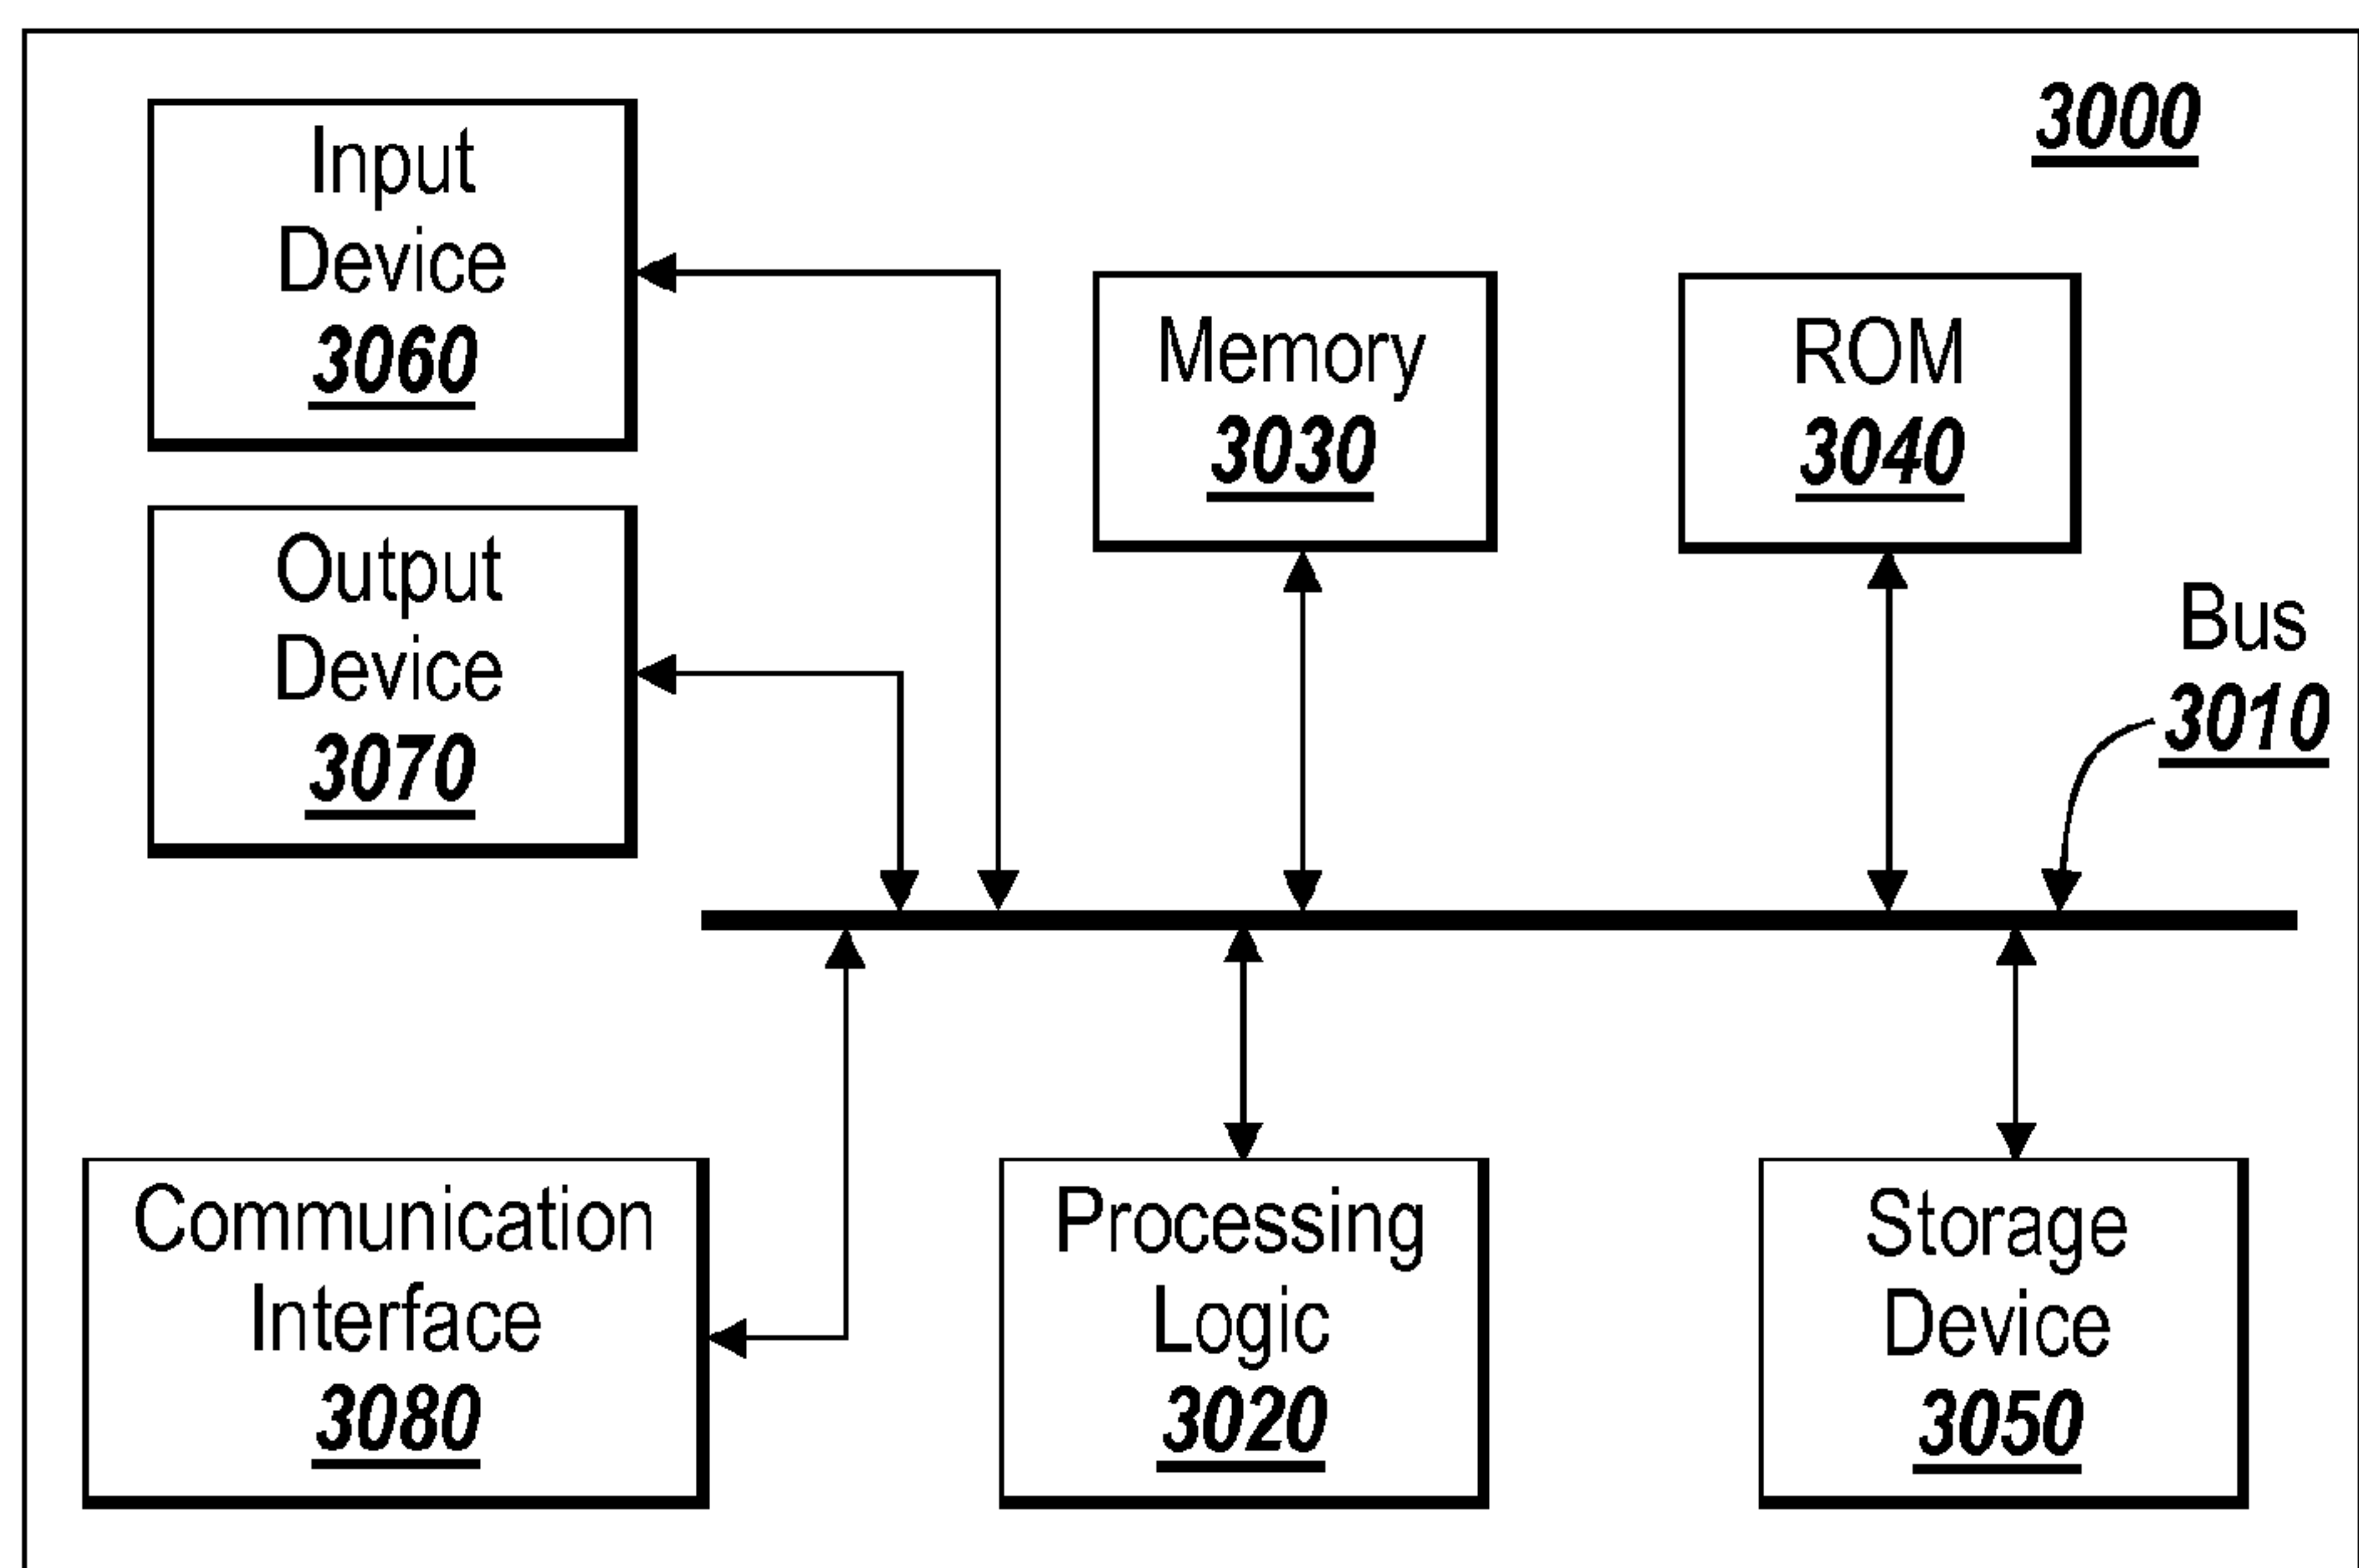 3000
Input
Device
3060
Memory
3030
ROM
3040
Output
Device
3070
Bus
3010
Communication
Interface
3080
Processing
Logic
3020
Storage
Device
3050